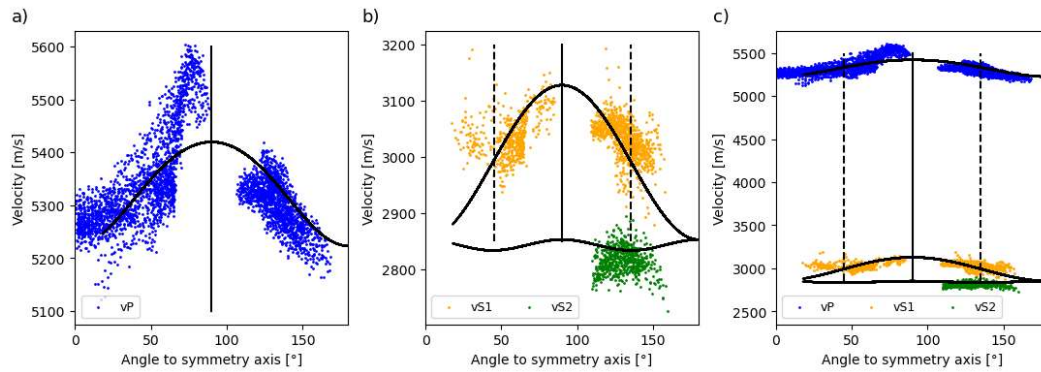 a)
5600
5500
5400
5300
5200
5100
Velocity [m/s]
vP
0
50
100
150
Angle to symmetry axis [°]
b)
3200
3100
3000
2900
2800
Velocity [m/s]
vS1
vS2
0
50
100
150
Angle to symmetry axis [°]
c)
5500
5000
4500
4000
3500
3000
2500
Velocity [m/s]
vP
vS1
vS2
0
50
100
150
Angle to symmetry axis [°]